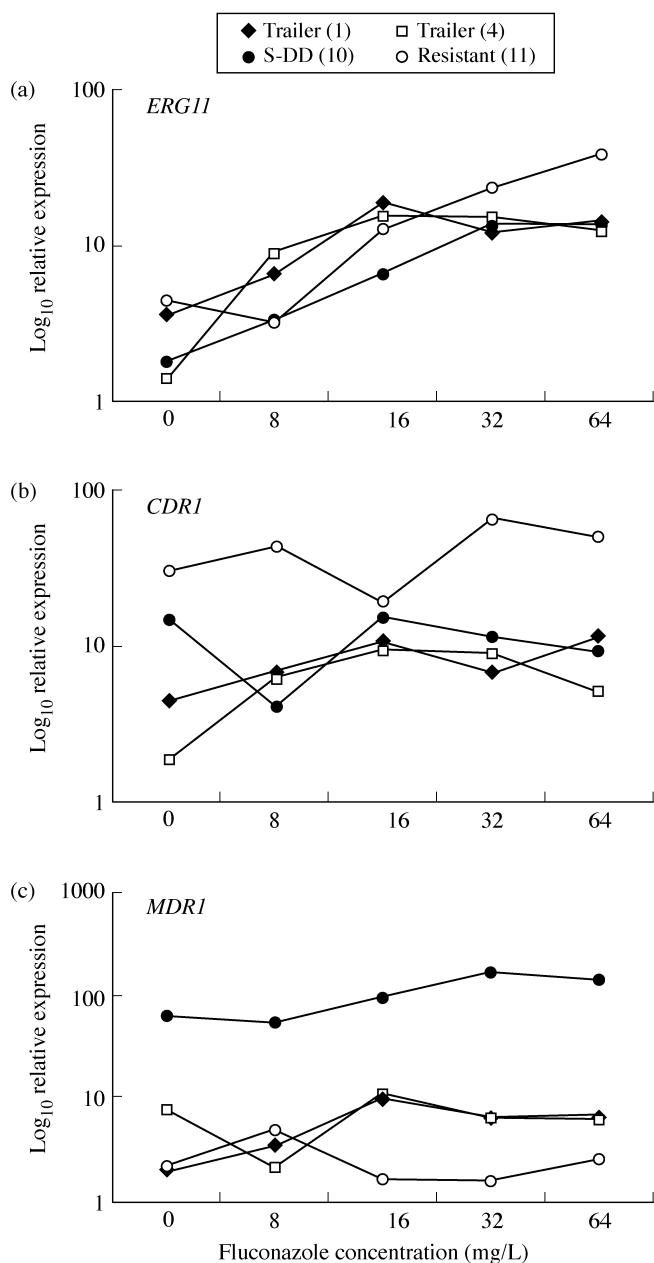 Trailer (1) Trailer (4)
S-DD (10) Resistant (11)
(a)
ERG11
100
10
1
Log10 relative expression
0 8 16 32 64
(b)
CDR1
100
10
1
Log10 relative expression
0 8 16 32 64
(c)
MDR1
1000
100
10
1
Log10 relative expression
0 8 16 32 64
Fluconazole concentration (mg/L)